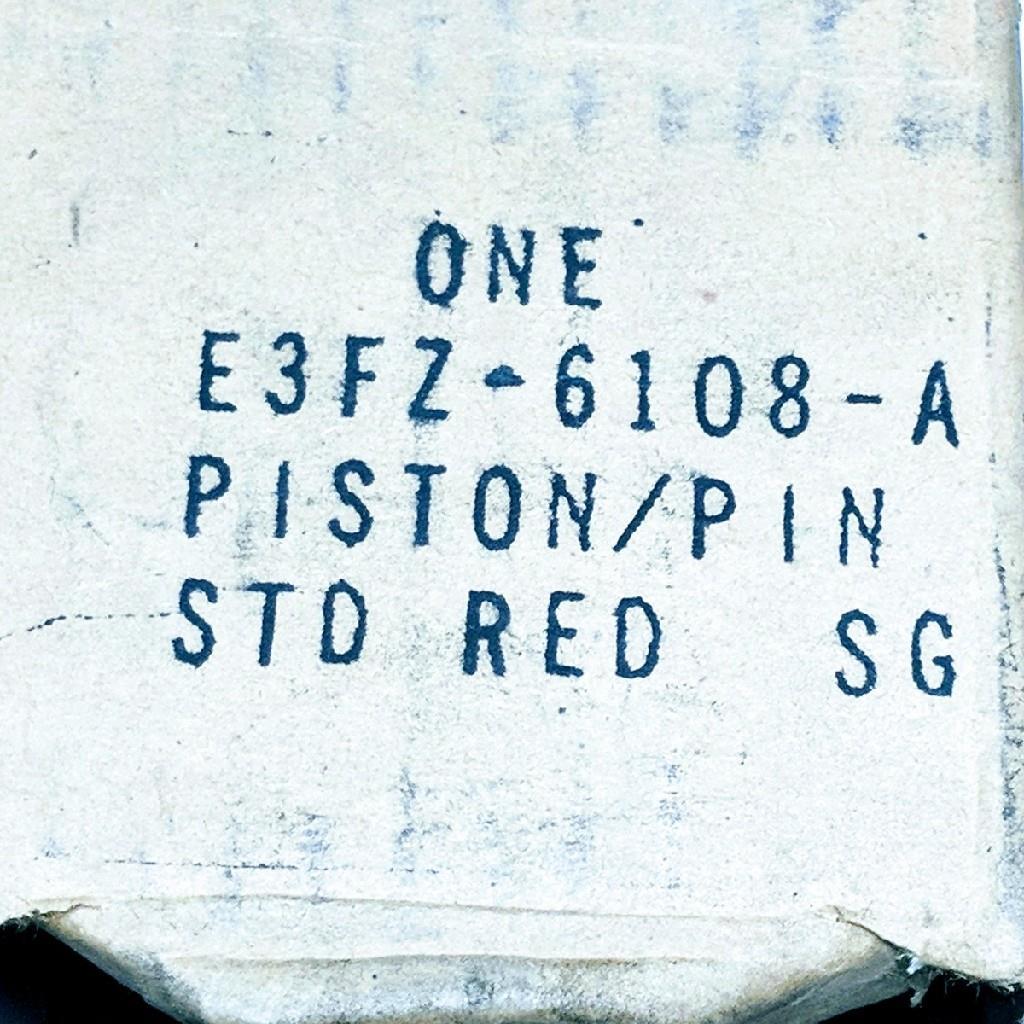 ONE
E3FZ-6108-A
PISTON/PIN
STD RED SG